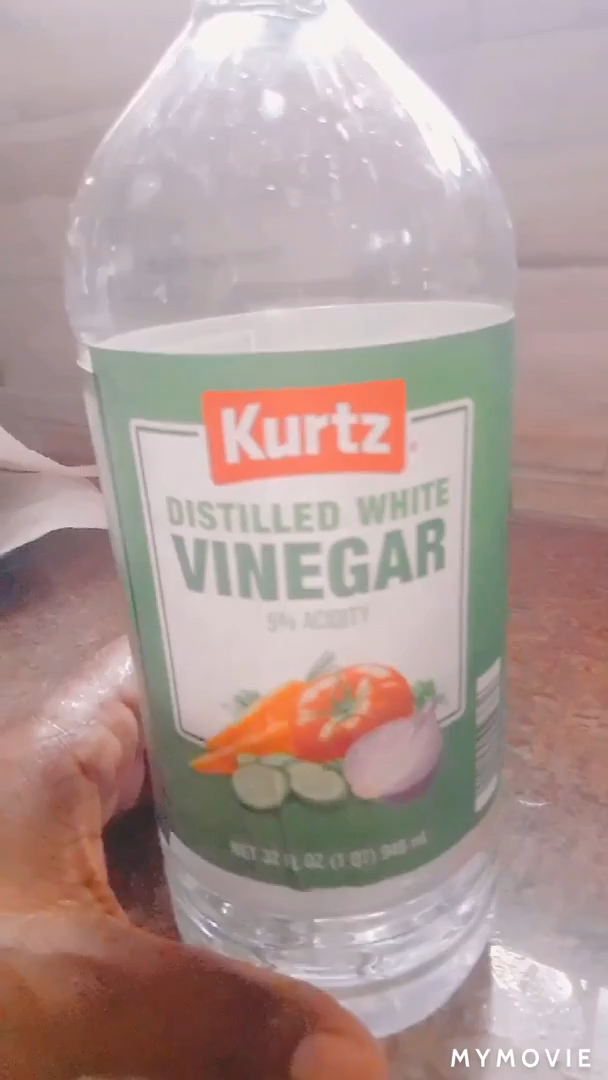 Kurtz
DISTILLED WHITE
VINEGAR
5% ACIDITY
NET 32 FL OZ (1 QT) 946 mL
MYMOVIE